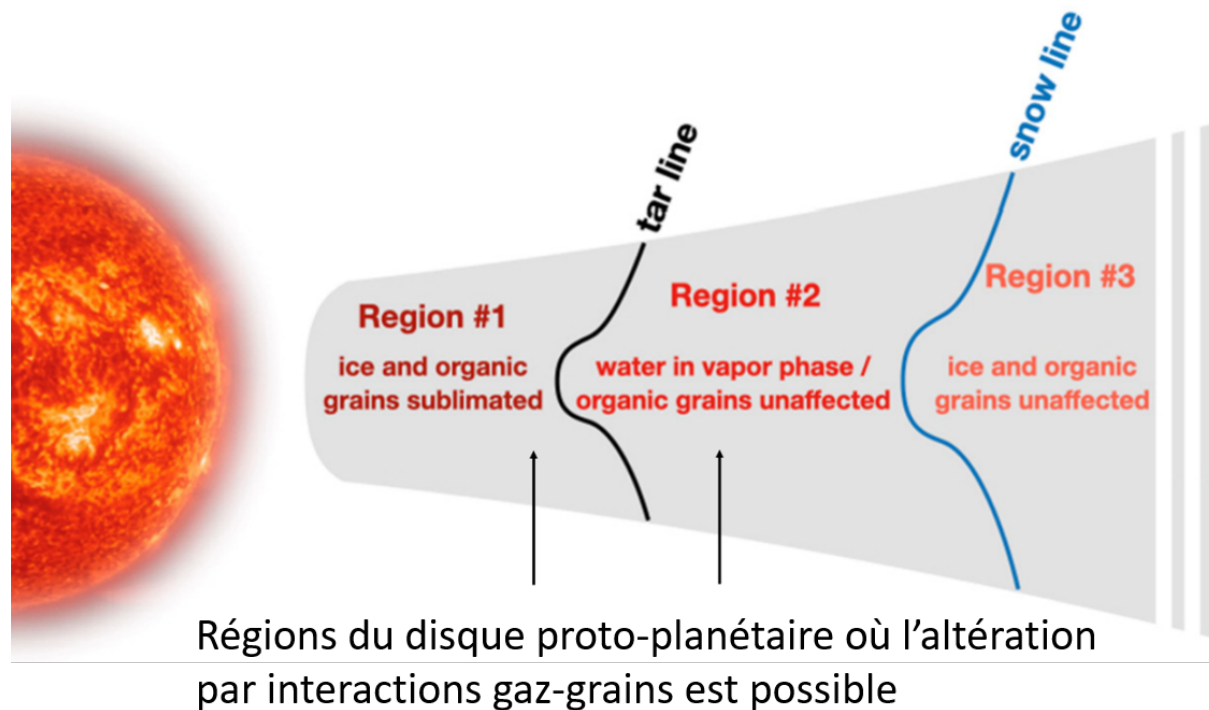 tar line
snow line
Region #1
ice and organic
grains sublimated
Region #2
water in vapor phase /
organic grains unaffected
Region #3
ice and organic
grains unaffected
Régions du disque proto-planétaire où l'altération
par interactions gaz-grains est possible